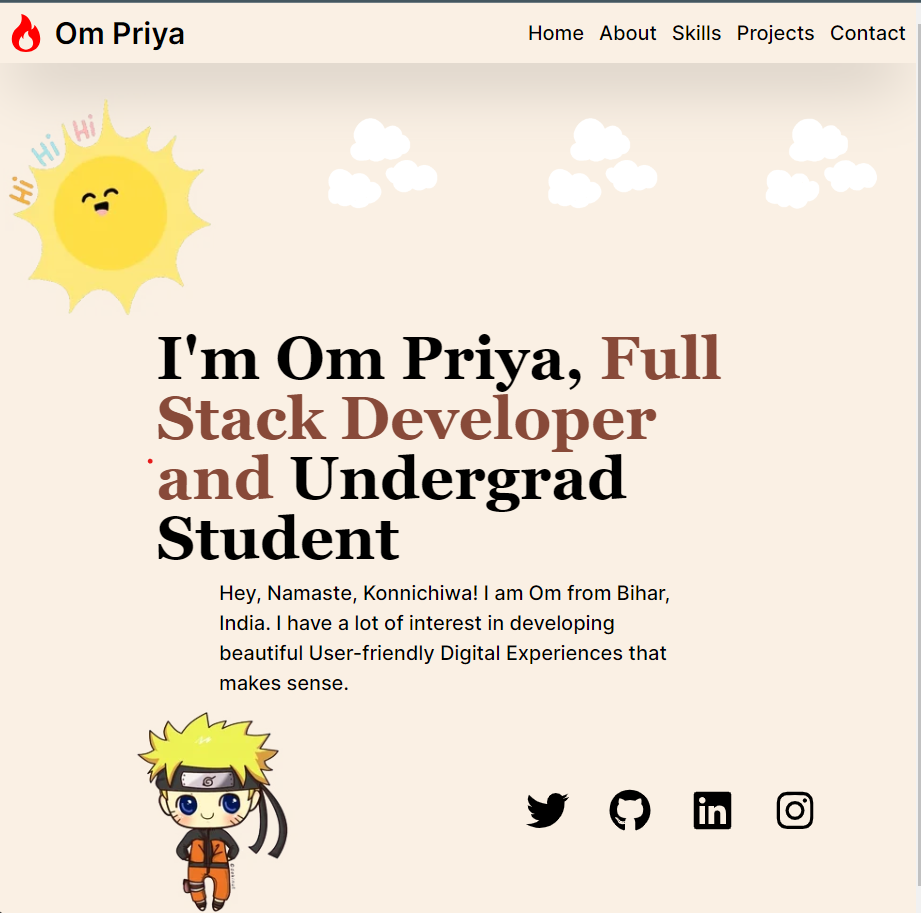 Om Priya
Home About Skills Projects Contact
Hi Hi Hi
I'm Om Priya, Full
Stack Developer
and Undergrad
Student
Hey, Namaste, Konnichiwa! I am Om from Bihar,
India. I have a lot of interest in developing
beautiful User-friendly Digital Experiences that
makes sense.
in